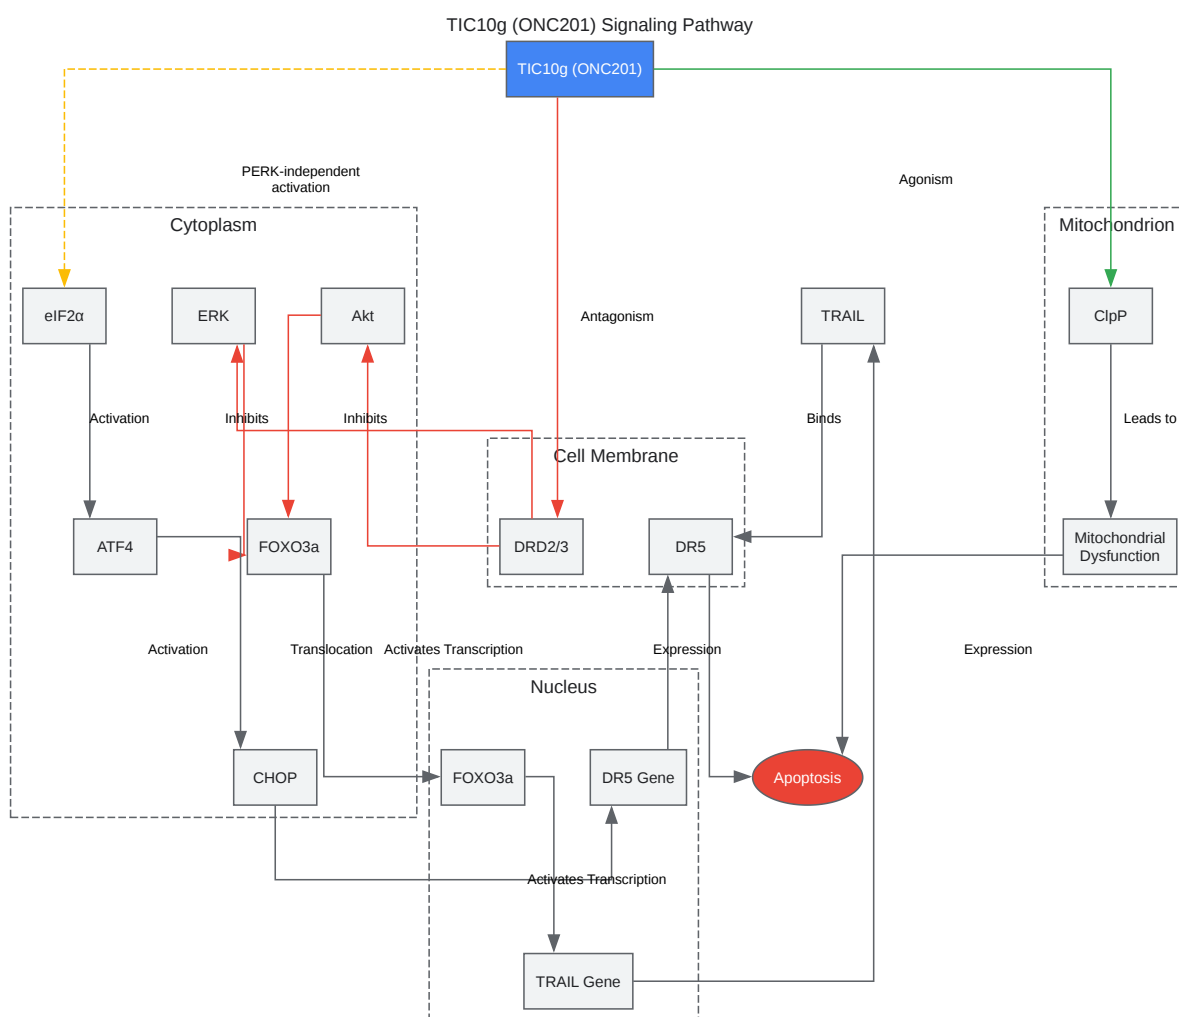 TIC10g (ONC201) Signaling Pathway
TIC10g (ONC201)
PERK-independent
activation
Agonism
Cytoplasm
Mitochondrion
eIF2α
ERK
Akt
Antagonism
TRAIL
ClpP
Activation
Inhibits
Inhibits
Binds
Leads to
Cell Membrane
ATF4
FOXO3a
DRD2/3
DR5
Mitochondrial
Dysfunction
Activation
Translocation
Activates Transcription
Expression
Expression
Nucleus
CHOP
FOXO3a
DR5 Gene
Apoptosis
Activates Transcription
TRAIL Gene